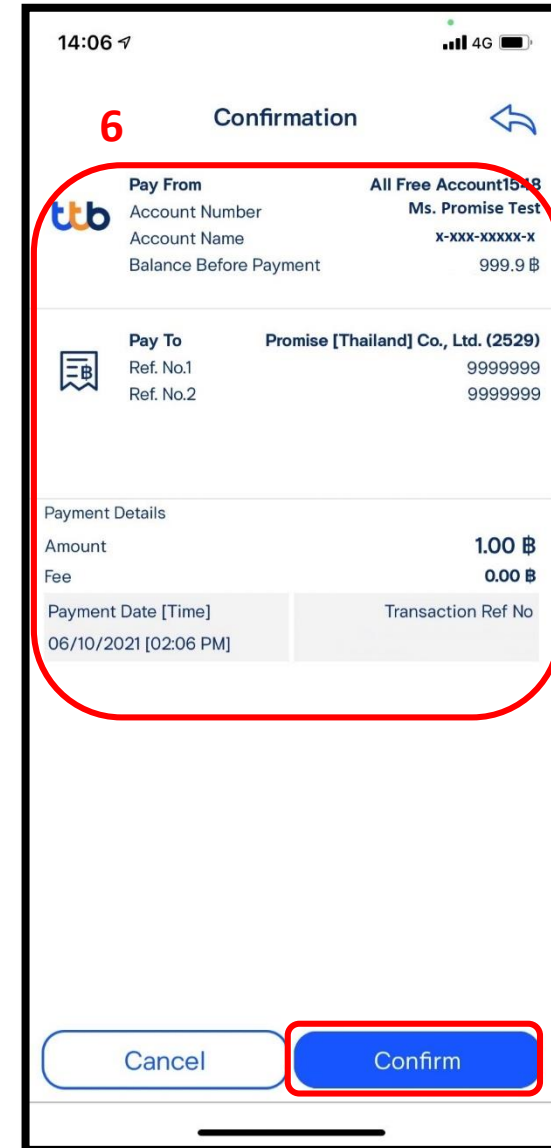 14:06 4G
6 Confirmation
Pay From All Free Account1548
ttb Account Number Ms. Promise Test
Account Name x-xxx-xxxxx-x
Balance Before Payment 999.9 ฿
Pay To Promise [Thailand] Co., Ltd. (2529)
Ref. No.1 9999999
฿
Ref. No.2 9999999
Payment Details
Amount 1.00 ฿
Fee 0.00 ฿
Payment Date [Time] Transaction Ref No
06/10/2021 [02:06 PM]
Cancel Confirm